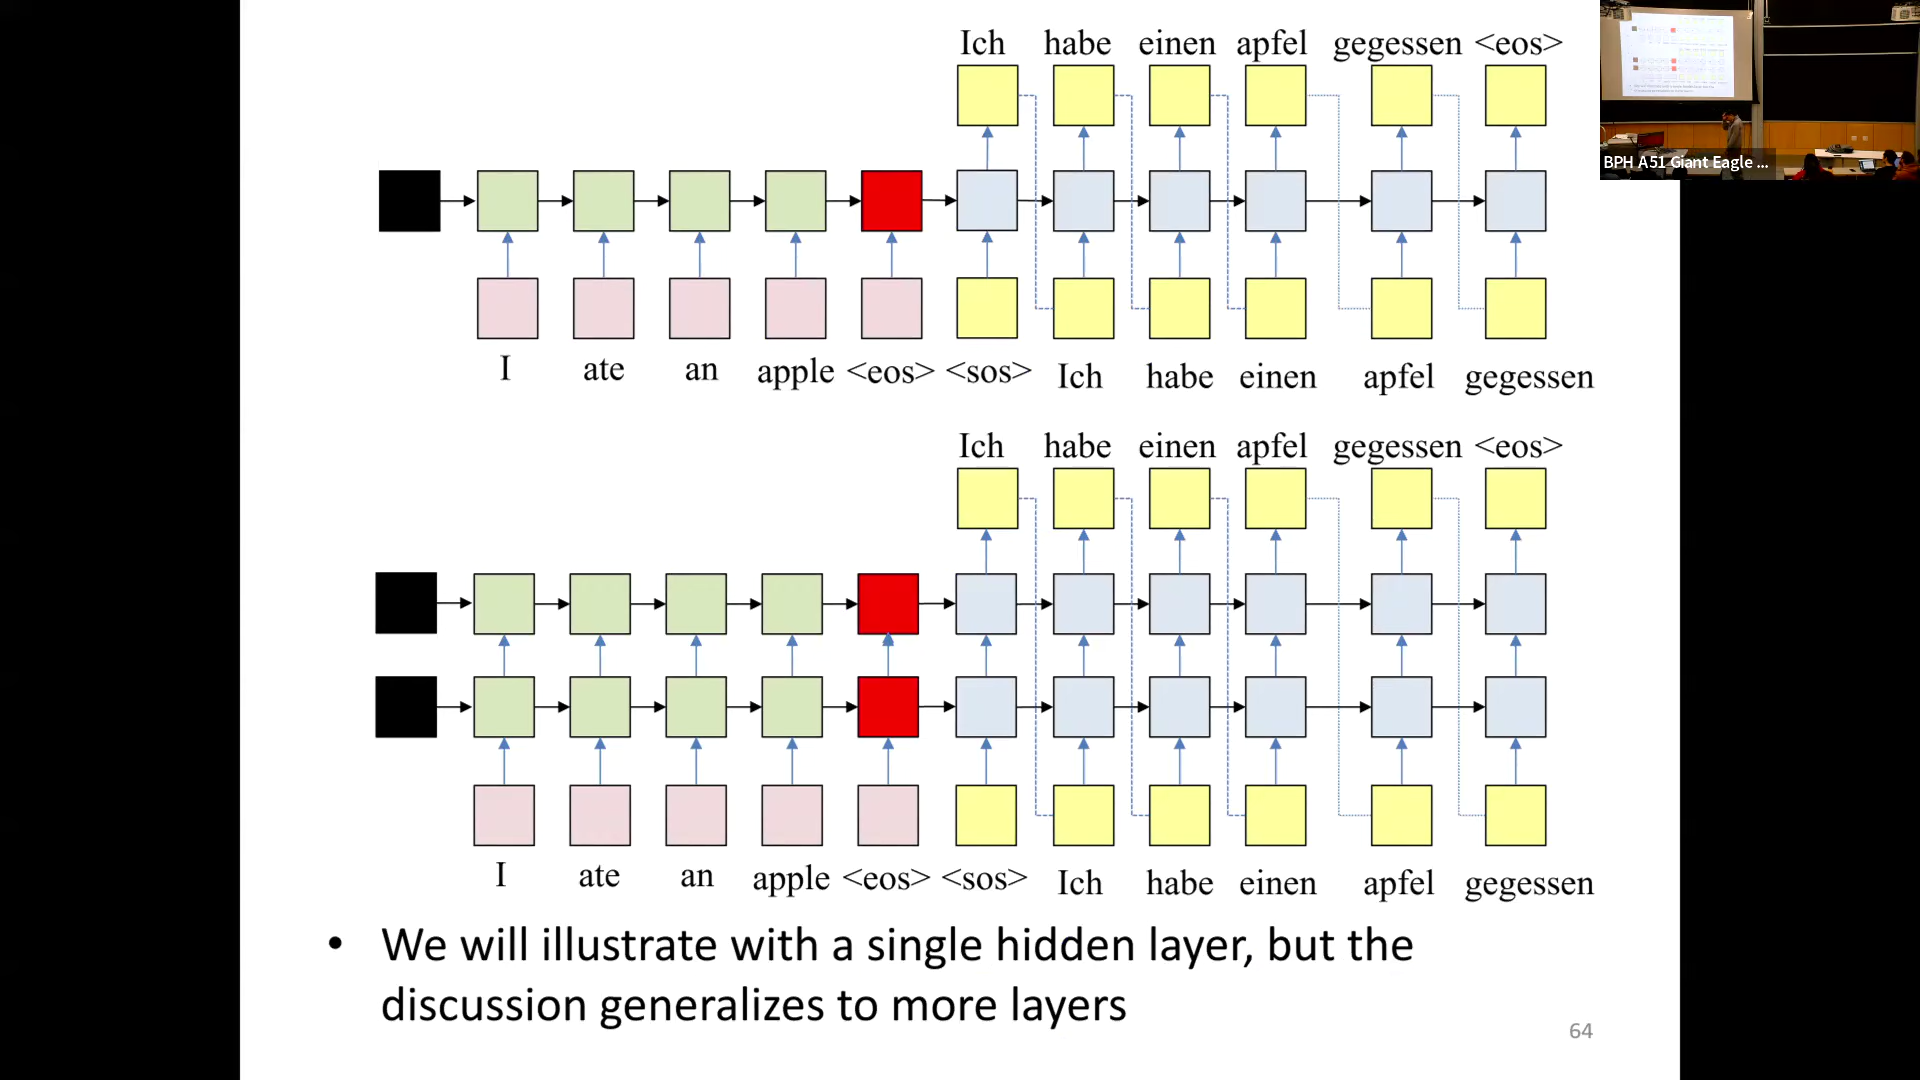 Ich habe einen apfel gegessen <eos>
I ate an apple <eos> <sos> Ich habe einen apfel gegessen
Ich habe einen apfel gegessen <eos>
I ate an apple <eos> <sos> Ich habe einen apfel gegessen
• We will illustrate with a single hidden layer, but the
discussion generalizes to more layers
64
BPH A51 Giant Eagle ...